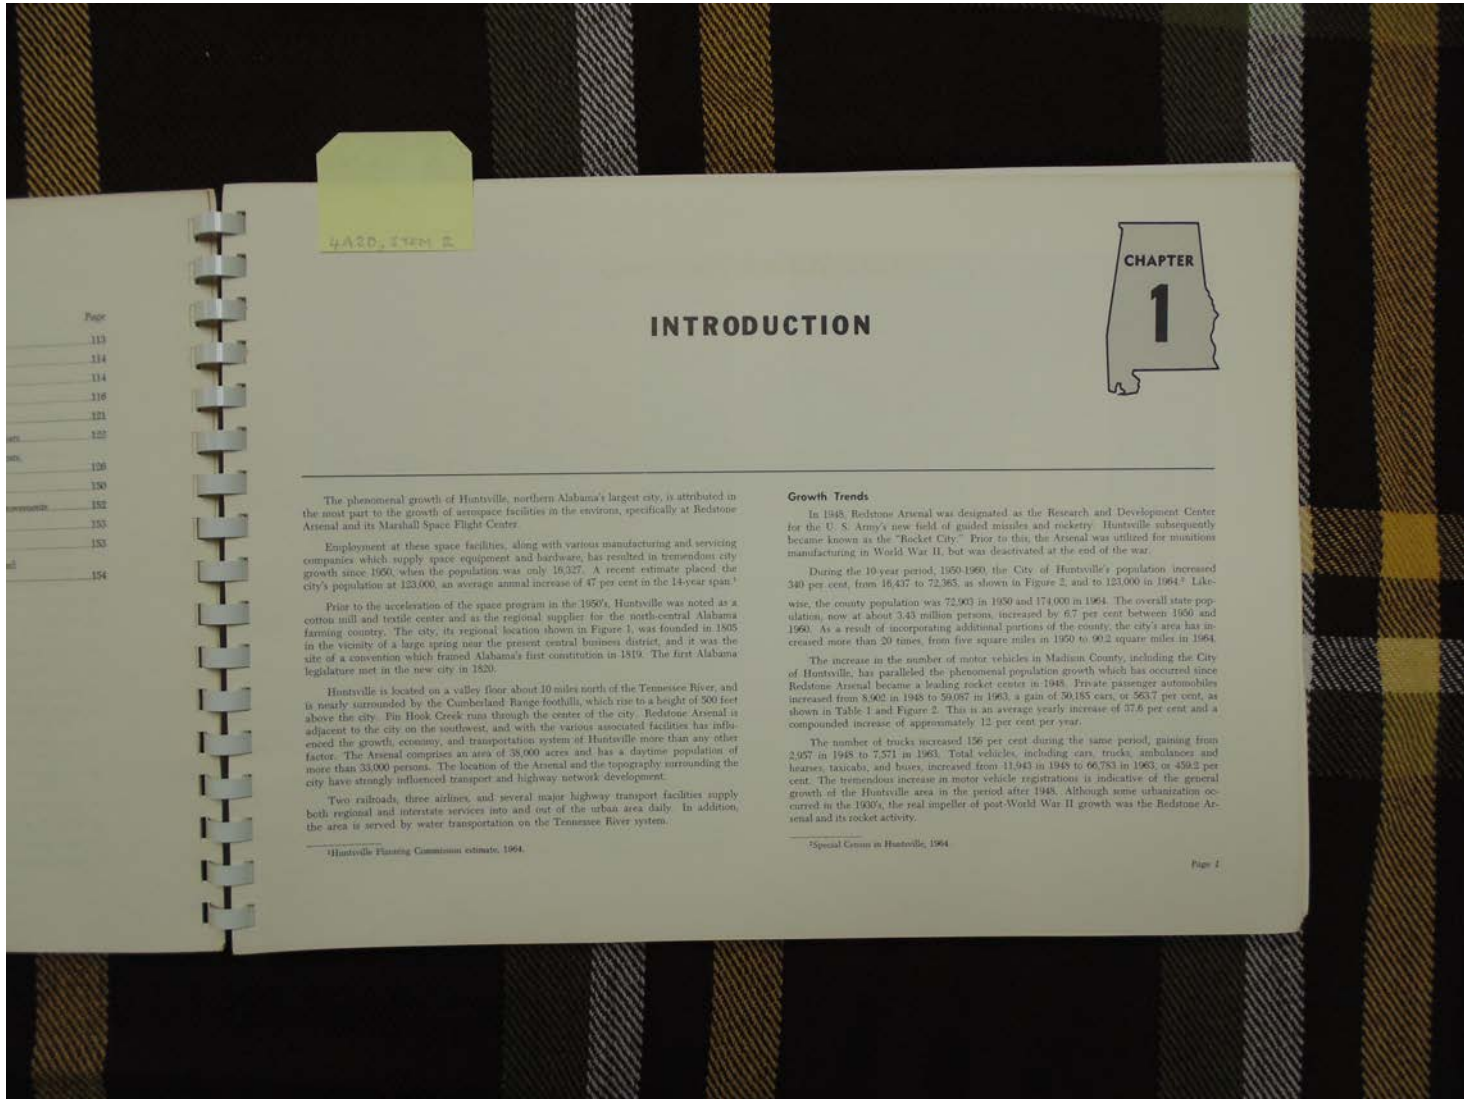 Page
113
114
114
116
121
122
126
150
152
153
153
154
4A20, ITEM 2
CHAPTER
1
INTRODUCTION
The phenomenal growth of Huntsville, northern Alabama's largest city, is attributed in
the most part to the growth of aerospace facilities in the environs, specifically at Redstone
Arsenal and its Marshall Space Flight Center.
Employment at these space facilities, along with various manufacturing and servicing
companies which supply space equipment and hardware, has resulted in tremendous city
growth since 1950, when the population was only 16,327. A recent estimate placed the
city's population at 123,000, an average annual increase of 47 per cent in the 14-year span.¹
Prior to the acceleration of the space program in the 1950's, Huntsville was noted as a
cotton mill and textile center and as the regional supplier for the north-central Alabama
farming country. The city, its regional location shown in Figure 1, was founded in 1805
in the vicinity of a large spring near the present central business district, and it was the
site of a convention which framed Alabama's first constitution in 1819. The first Alabama
legislature met in the new city in 1820.
Huntsville is located on a valley floor about 10 miles north of the Tennessee River, and
is nearly surrounded by the Cumberland Range foothills, which rise to a height of 500 feet
above the city. Pin Hook Creek runs through the center of the city. Redstone Arsenal is
adjacent to the city on the southwest, and with the various associated facilities has influ-
enced the growth, economy, and transportation system of Huntsville more than any other
factor. The Arsenal comprises an area of 38,000 acres and has a daytime population of
more than 33,000 persons. The location of the Arsenal and the topography surrounding the
city have strongly influenced transport and highway network development.
Two railroads, three airlines, and several major highway transport facilities supply
both regional and interstate services into and out of the urban area daily. In addition,
the area is served by water transportation on the Tennessee River system.
¹Huntsville Planning Commission estimate, 1964.
Growth Trends
In 1948, Redstone Arsenal was designated as the Research and Development Center
for the U. S. Army's new field of guided missiles and rocketry. Huntsville subsequently
became known as the "Rocket City." Prior to this, the Arsenal was utilized for munitions
manufacturing in World War II, but was deactivated at the end of the war.
During the 10-year period, 1950-1960, the City of Huntsville's population increased
340 per cent, from 16,437 to 72,365, as shown in Figure 2, and to 123,000 in 1964.² Like-
wise, the county population was 72,903 in 1950 and 174,000 in 1964. The overall state pop-
ulation, now at about 3.43 million persons, increased by 6.7 per cent between 1950 and
1960. As a result of incorporating additional portions of the county, the city's area has in-
creased more than 20 times, from five square miles in 1950 to 90.2 square miles in 1964.
The increase in the number of motor vehicles in Madison County, including the City
of Huntsville, has paralleled the phenomenal population growth which has occurred since
Redstone Arsenal became a leading rocket center in 1948. Private passenger automobiles
increased from 8,902 in 1948 to 59,087 in 1963, a gain of 50,185 cars, or 563.7 per cent, as
shown in Table 1 and Figure 2. This is an average yearly increase of 37.6 per cent and a
compounded increase of approximately 12 per cent per year.
The number of trucks increased 156 per cent during the same period, gaining from
2,957 in 1948 to 7,571 in 1963. Total vehicles, including cars, trucks, ambulances and
hearses, taxicabs, and buses, increased from 11,943 in 1948 to 66,783 in 1963, or 459.2 per
cent. The tremendous increase in motor vehicle registrations is indicative of the general
growth of the Huntsville area in the period after 1948. Although some urbanization oc-
curred in the 1930's, the real impeller of post-World War II growth was the Redstone Ar-
senal and its rocket activity.
²Special Census in Huntsville, 1964
Page 1